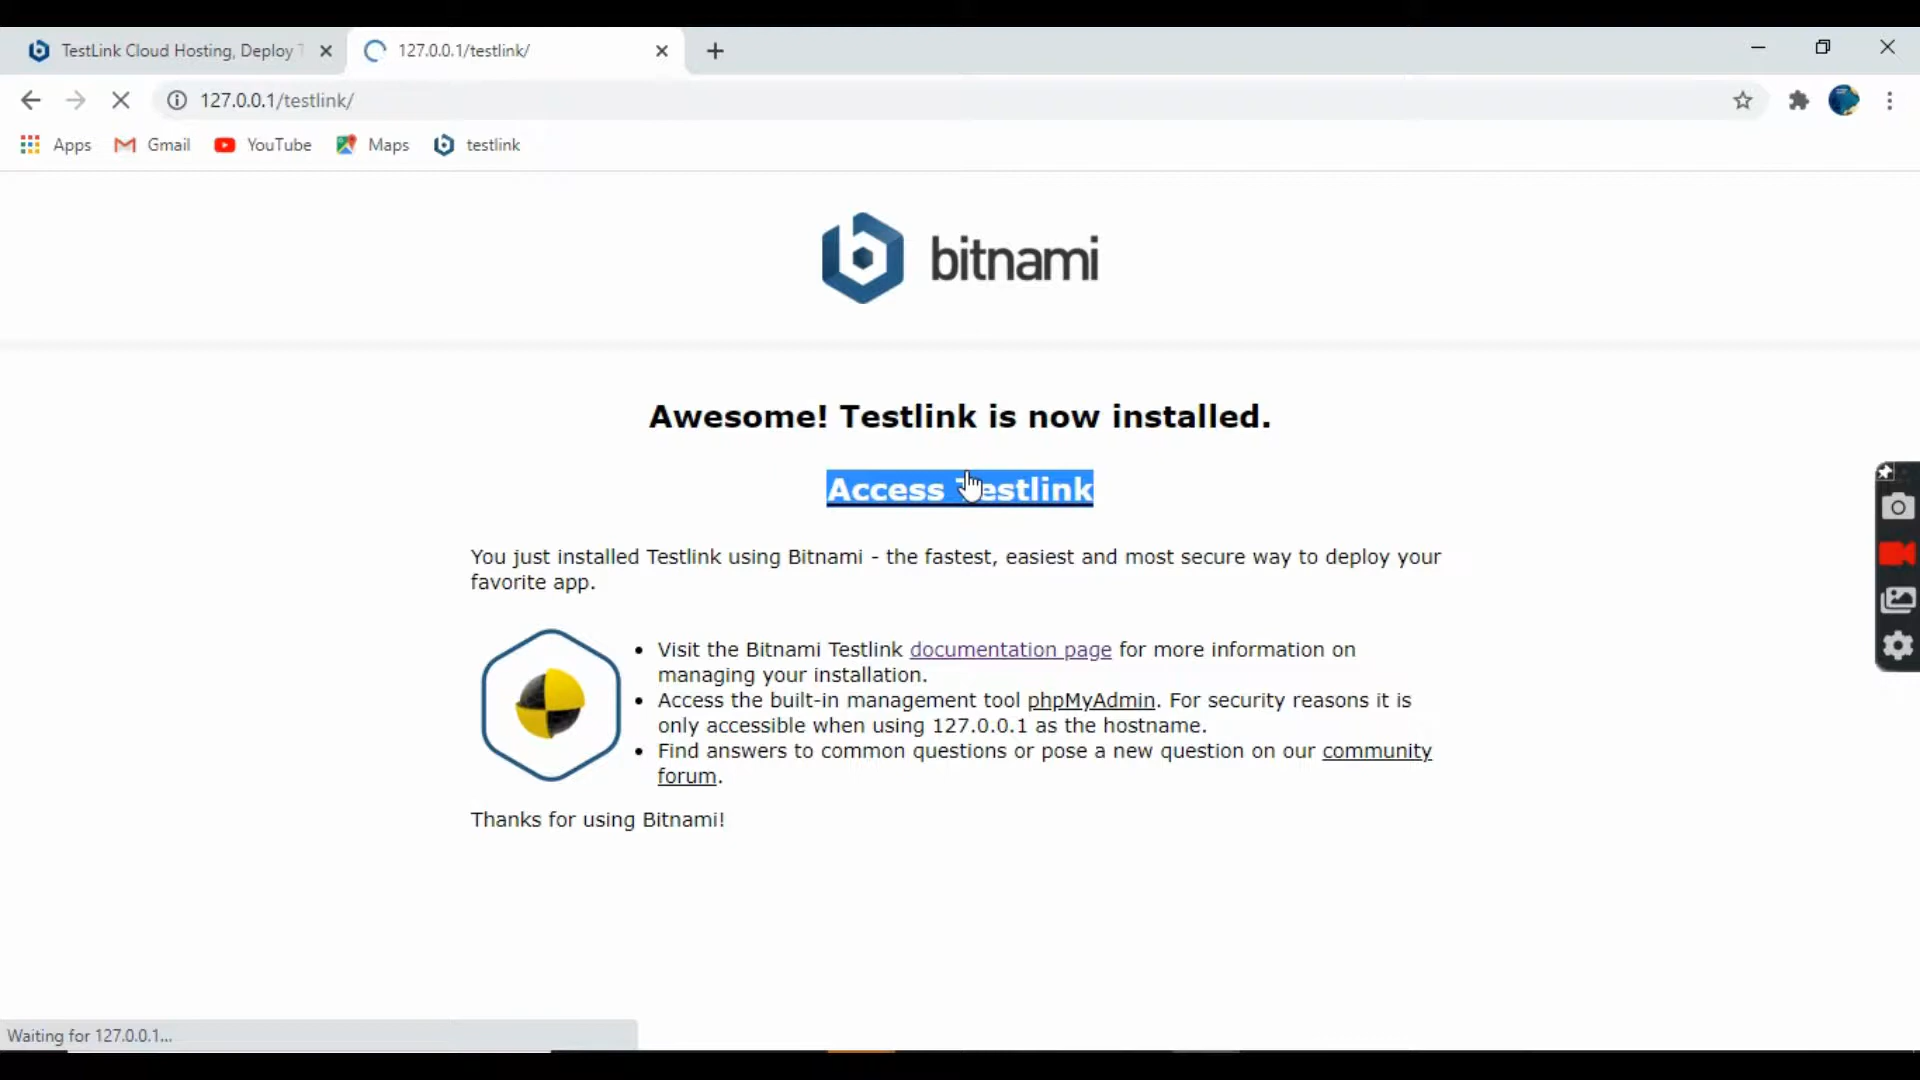 TestLink Cloud Hosting, Deploy T
127.0.0.1/testlink/
127.0.0.1/testlink/
Apps
Gmail
YouTube
Maps
testlink
bitnami
Awesome! Testlink is now installed.
Access Testlink
You just installed Testlink using Bitnami - the fastest, easiest and most secure way to deploy your
favorite app.
Visit the Bitnami Testlink documentation page for more information on
managing your installation.
Access the built-in management tool phpMyAdmin. For security reasons it is
only accessible when using 127.0.0.1 as the hostname.
Find answers to common questions or pose a new question on our community
forum.
Thanks for using Bitnami!
Waiting for 127.0.0.1...